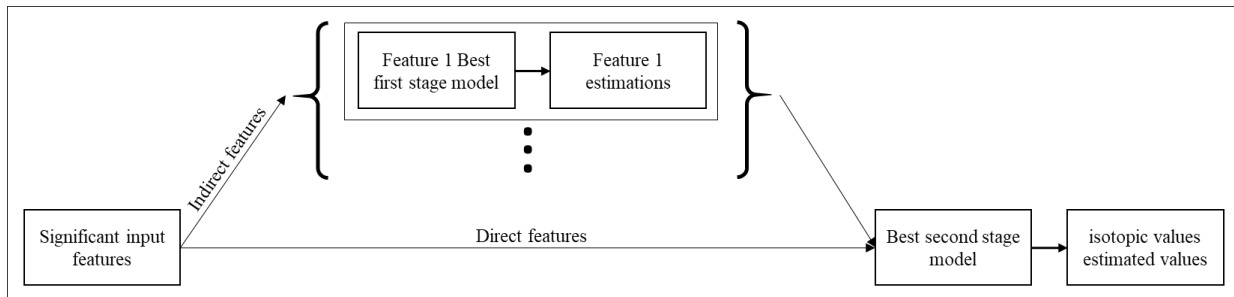 Feature 1 Best
first stage model
Feature 1
estimations
Indirect features
Significant input
features
Direct features
Best second stage
model
isotopic values
estimated values